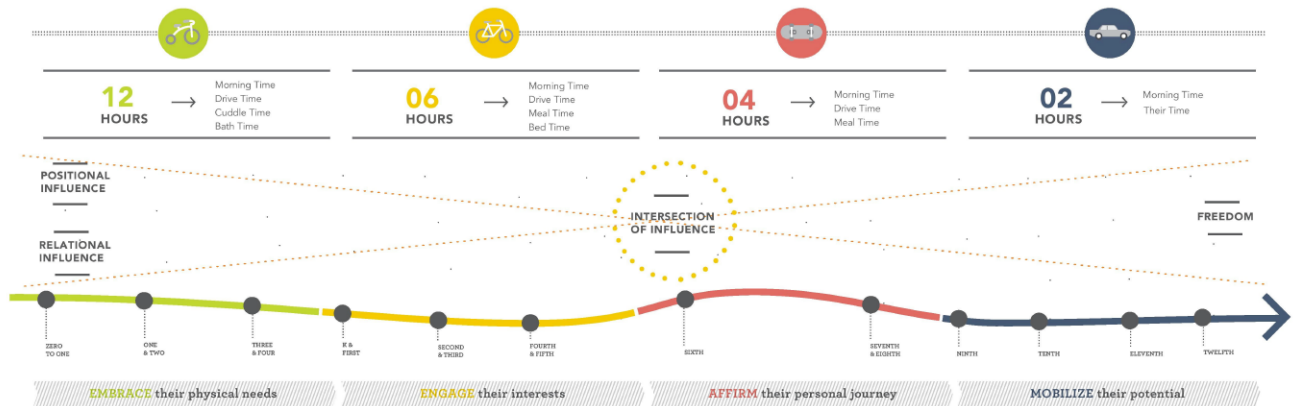 12
HOURS
Morning Time
Drive Time
Cuddle Time
Bath Time
06
HOURS
Morning Time
Drive Time
Meal Time
Bed Time
04
HOURS
Morning Time
Drive Time
Meal Time
02
HOURS
Morning Time
Their Time
POSITIONAL
INFLUENCE
RELATIONAL
INFLUENCE
INTERSECTION
OF INFLUENCE
FREEDOM
ZERO
TO ONE
ONE
& TWO
THREE
& FOUR
K &
FIRST
SECOND
& THIRD
FOURTH
& FIFTH
SIXTH
SEVENTH
& EIGHTH
NINTH
TENTH
ELEVENTH
TWELFTH
EMBRACE their physical needs
ENGAGE their interests
AFFIRM their personal journey
MOBILIZE their potential